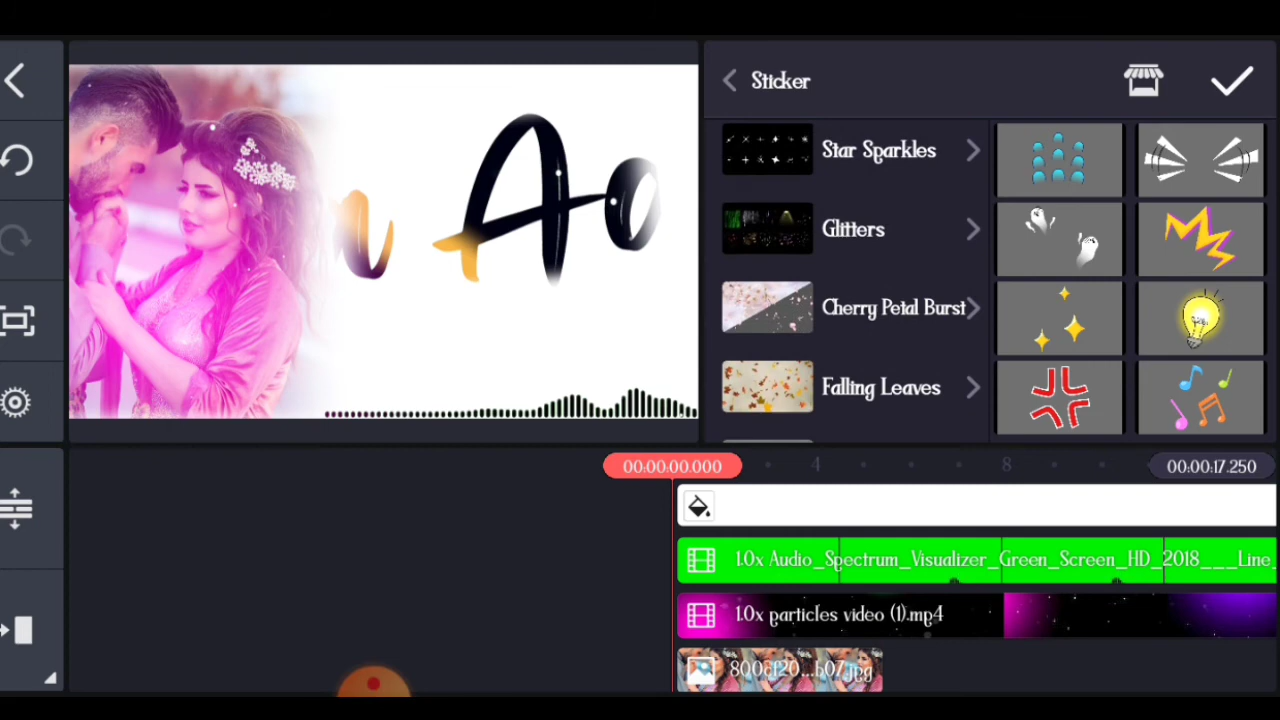 Sticker
Star Sparkles
Glitters
Cherry Petal Burst
Falling Leaves
00:00:00.000
4
8
00:00:17.250
1.0x Audio_Spectrum_Visualizer_Green_Screen_HD_2018___Line_
1.0x particles video (1).mp4